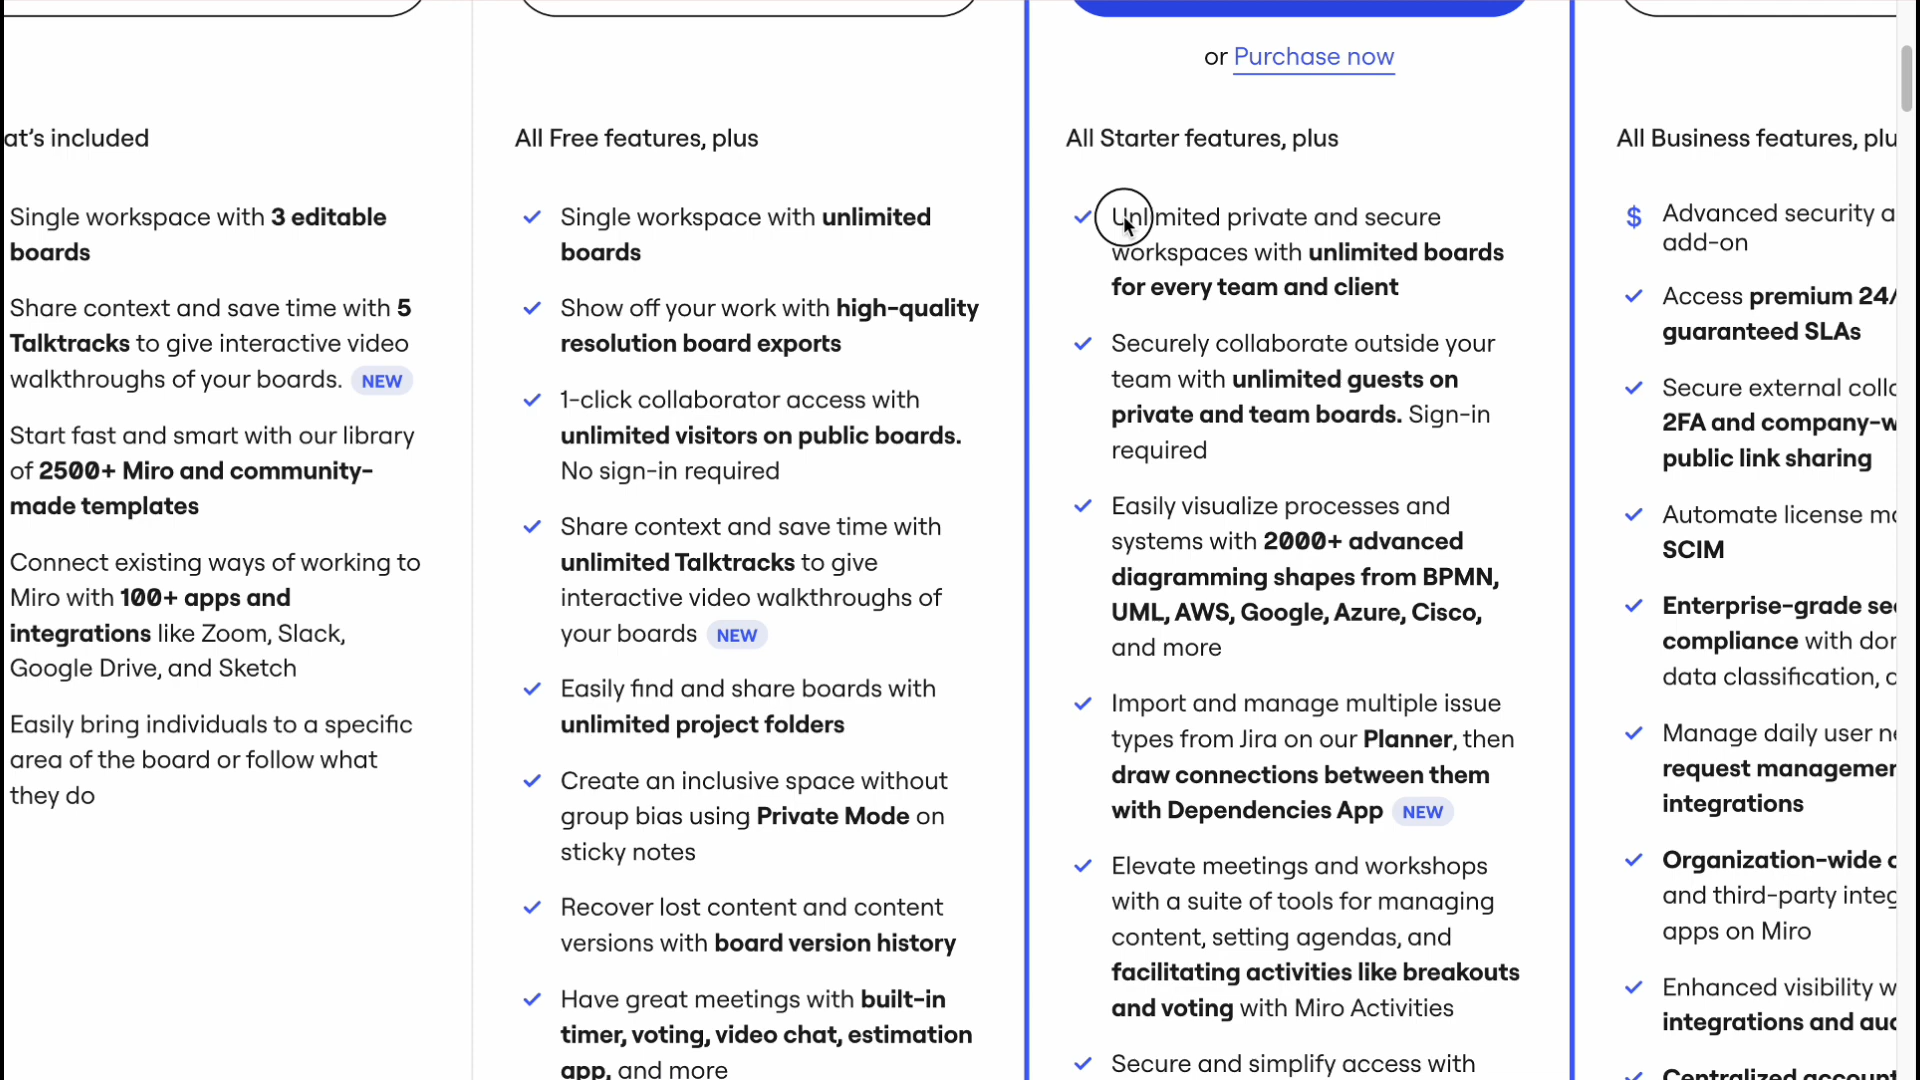 or Purchase now
at's included
Single workspace with 3 editable
boards
Share context and save time with 5
Talktracks to give interactive video
walkthroughs of your boards. NEW
Start fast and smart with our library
of 2500+ Miro and community-
made templates
Connect existing ways of working to
Miro with 100+ apps and
integrations like Zoom, Slack,
Google Drive, and Sketch
Easily bring individuals to a specific
area of the board or follow what
they do
All Free features, plus
Single workspace with unlimited
boards
Show off your work with high-quality
resolution board exports
1-click collaborator access with
unlimited visitors on public boards.
No sign-in required
Share context and save time with
unlimited Talktracks to give
interactive video walkthroughs of
your boards NEW
Easily find and share boards with
unlimited project folders
Create an inclusive space without
group bias using Private Mode on
sticky notes
Recover lost content and content
versions with board version history
Have great meetings with built-in
timer, voting, video chat, estimation
app, and more
All Starter features, plus
Unlimited private and secure
workspaces with unlimited boards
for every team and client
Securely collaborate outside your
team with unlimited guests on
private and team boards. Sign-in
required
Easily visualize processes and
systems with 2000+ advanced
diagramming shapes from BPMN,
UML, AWS, Google, Azure, Cisco,
and more
Import and manage multiple issue
types from Jira on our Planner, then
draw connections between them
with Dependencies App NEW
Elevate meetings and workshops
with a suite of tools for managing
content, setting agendas, and
facilitating activities like breakouts
and voting with Miro Activities
Secure and simplify access with
All Business features, plu
$ Advanced security a
add-on
Access premium 24/
guaranteed SLAs
Secure external colla
2FA and company-w
public link sharing
Automate license ma
SCIM
Enterprise-grade sec
compliance with dom
data classification, a
Manage daily user ne
request managemen
integrations
Organization-wide
and third-party integ
apps on Miro
Enhanced visibility w
integrations and aud
Centralized account